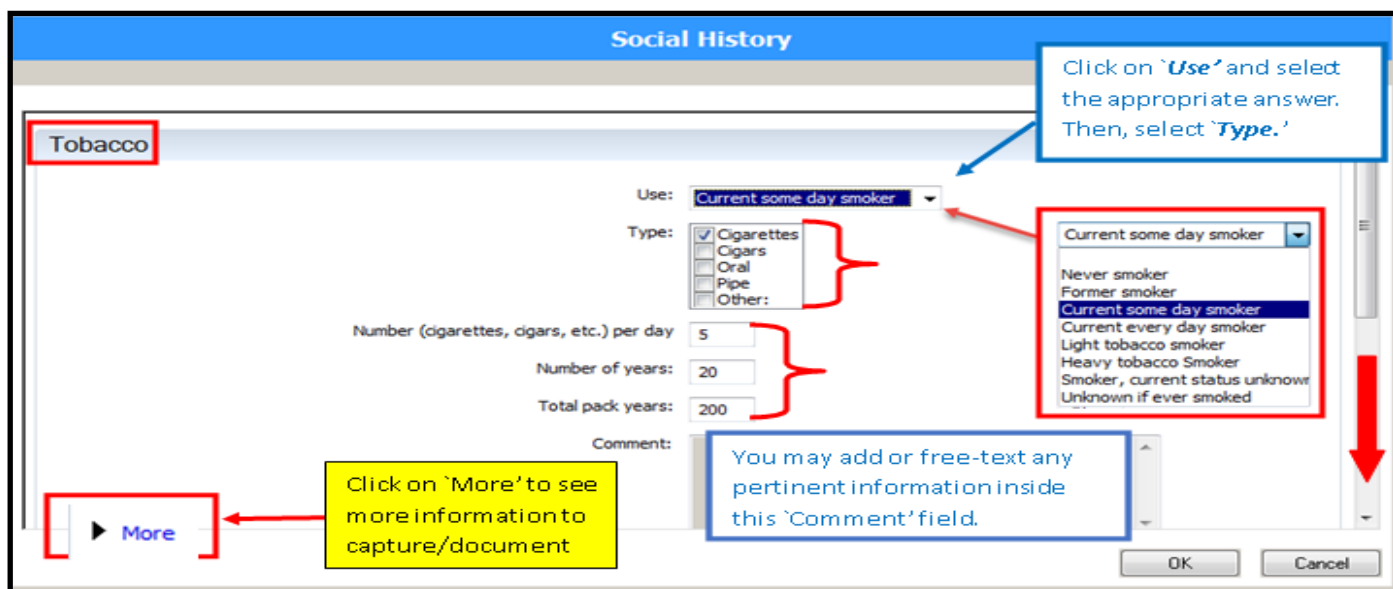 Social History
Click on `Use' and select
the appropriate answer.
Then, select `Type.'
Tobacco
Use: Current some day smoker
Type: Cigarettes
Cigars
Oral
Pipe
Other:
Current some day smoker
Never smoker
Former smoker
Current some day smoker
Current every day smoker
Light tobacco smoker
Heavy tobacco Smoker
Smoker, current status unknown
Unknown if ever smoked
Number (cigarettes, cigars, etc.) per day 5
Number of years: 20
Total pack years: 200
Comment:
You may add or free-text any
pertinent information inside
this `Comment' field.
Click on `More' to see
more information to
capture/document
More
OK Cancel